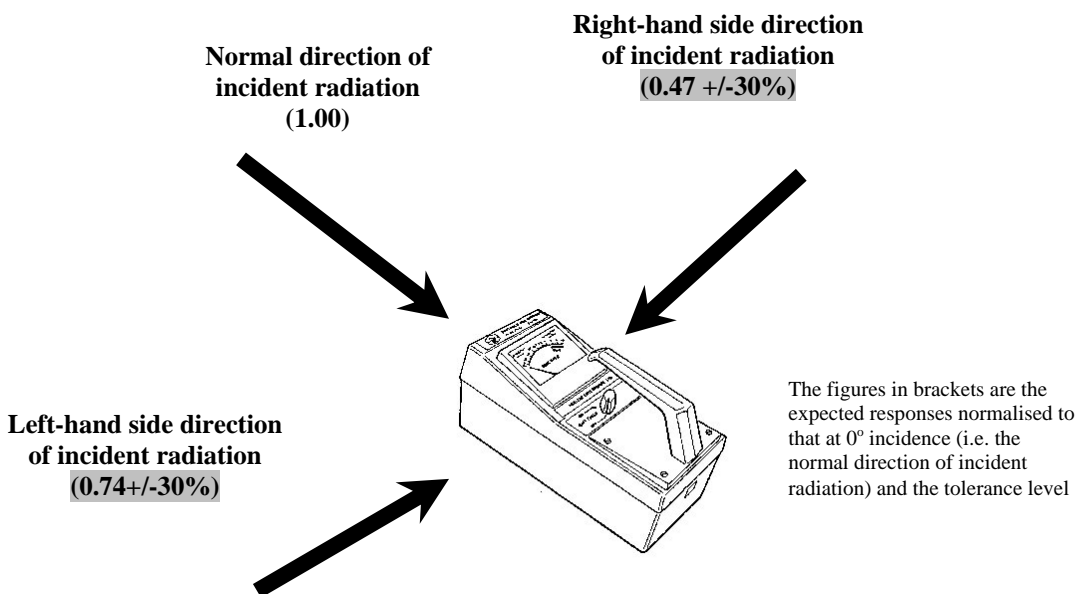 Normal direction of
incident radiation
(1.00)
Right-hand side direction
of incident radiation
(0.47 +/-30%)
Left-hand side direction
of incident radiation
(0.74+/-30%)
The figures in brackets are the
expected responses normalised to
that at 0° incidence (i.e. the
normal direction of incident
radiation) and the tolerance level